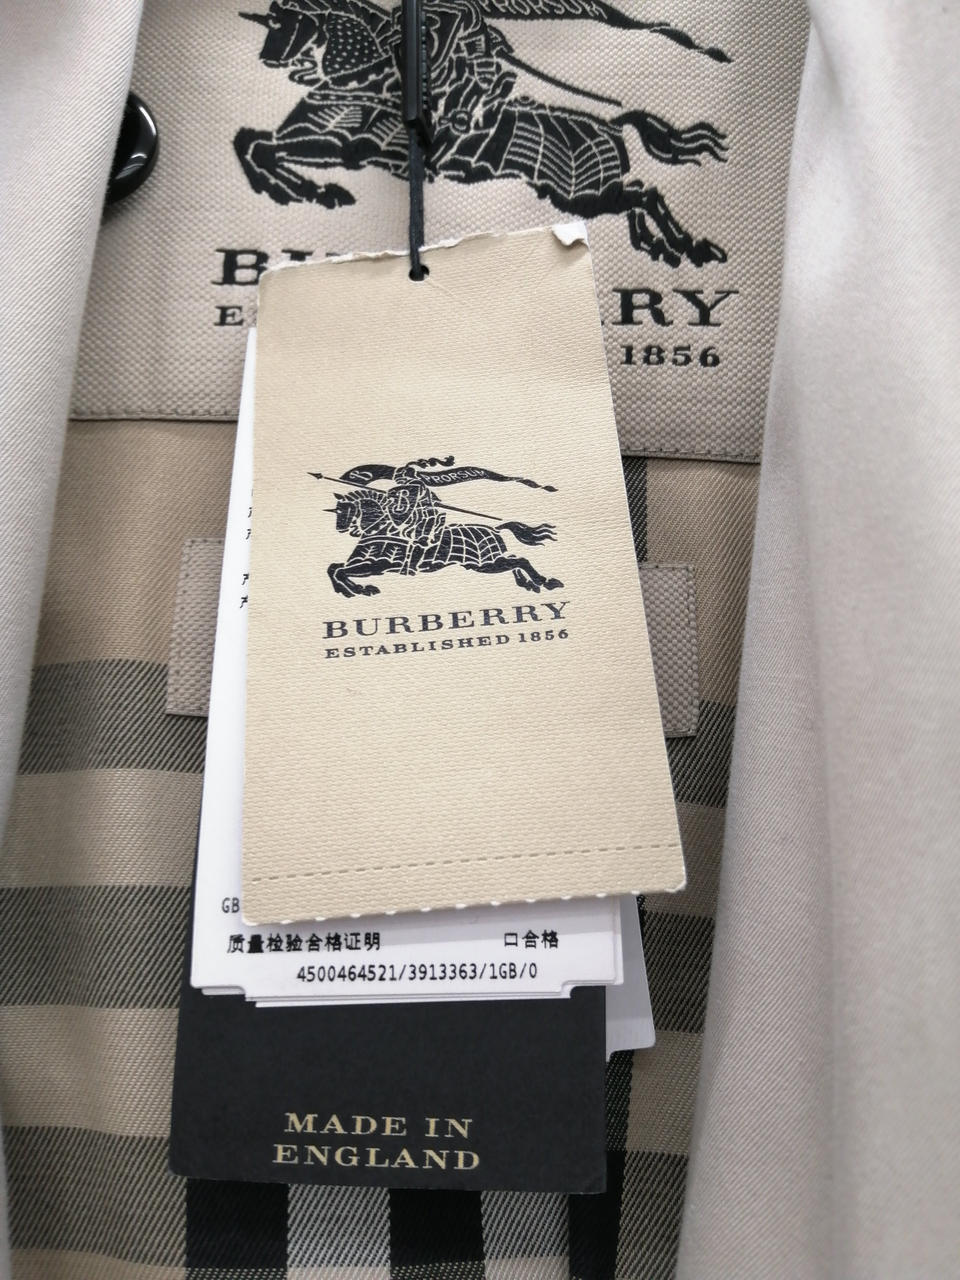 PRORSUM
BURBERRY
1856
PRORSUM
B
BURBERRY
ESTABLISHED 1856
GB
质量检验合格证明 口合格
4500464521/3913363/1GB/0
MADE IN
ENGLAND